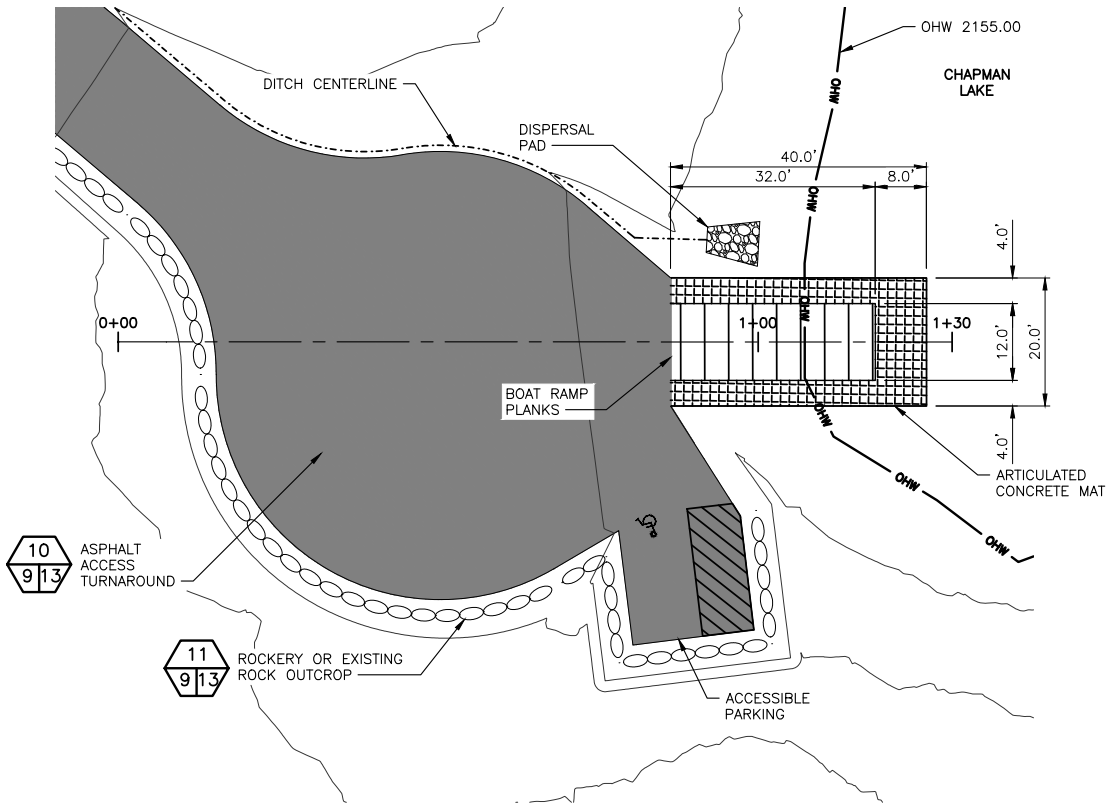 OHW 2155.00
CHAPMAN
LAKE
DITCH CENTERLINE
OHW
DISPERSAL
PAD
40.0'
32.0'
8.0'
OHW
4.0'
0+00
OHW
1+00
1+30
12.0'
20.0'
BOAT RAMP
PLANKS
OHW
4.0'
ARTICULATED
CONCRETE MAT
OHW
OHW
10
9 13
ASPHALT
ACCESS
TURNAROUND
11
9 13
ROCKERY OR EXISTING
ROCK OUTCROP
ACCESSIBLE
PARKING